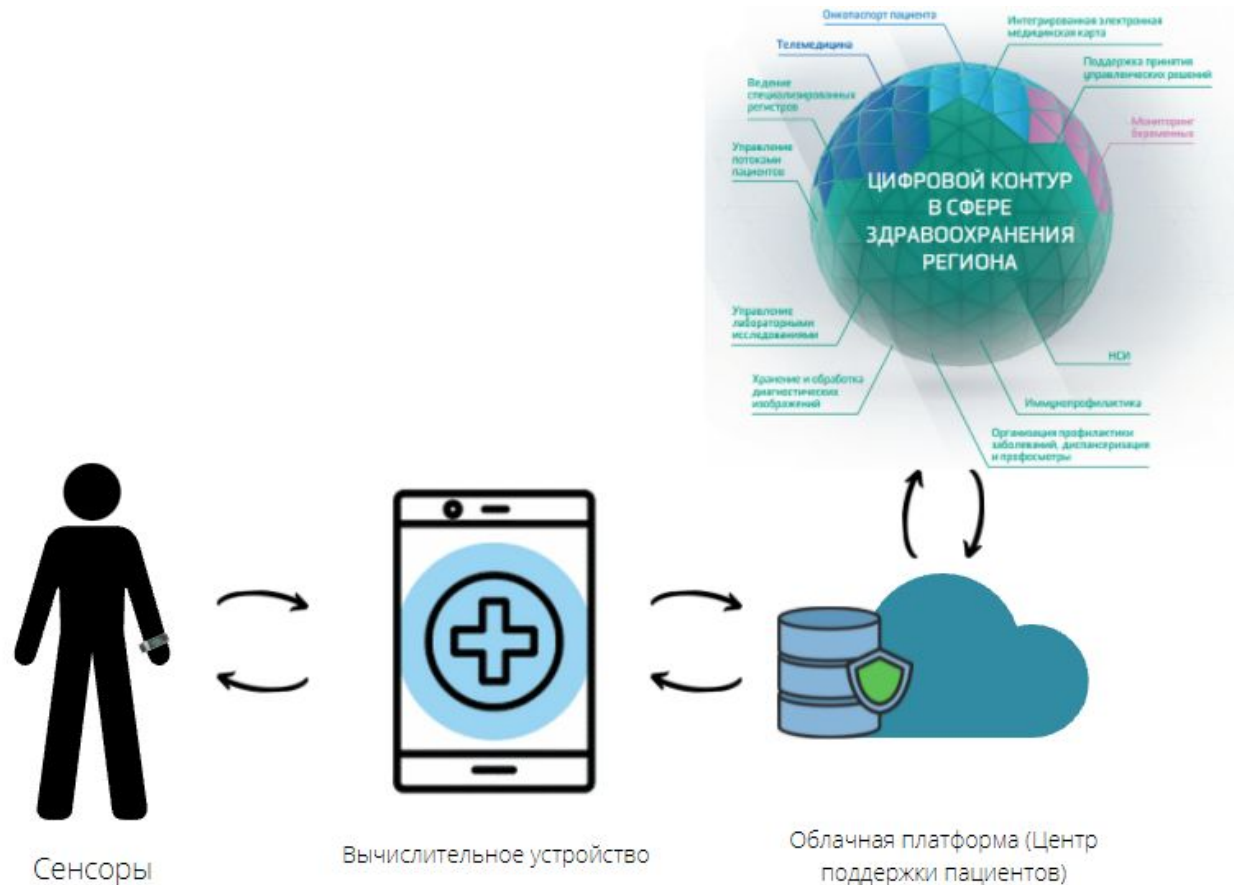 Онкопаспорт пациента
Интегрированная электронная
медицинская карта
Телемедицина
Поддержка принятия
управленческих решений
Ведение
специализированных
регистров
Мониторинг
беременных
Управление
потоками
пациентов
ЦИФРОВОЙ КОНТУР
В СФЕРЕ
ЗДРАВООХРАНЕНИЯ
РЕГИОНА
Управление
лабораторными
исследованиями
НСИ
Хранение и обработка
диагностических
изображений
Иммунопрофилактика
Организация профилактики
заболеваний, диспансеризация
и профосмотры
Сенсоры
Вычислительное устройство
Облачная платформа (Центр
поддержки пациентов)